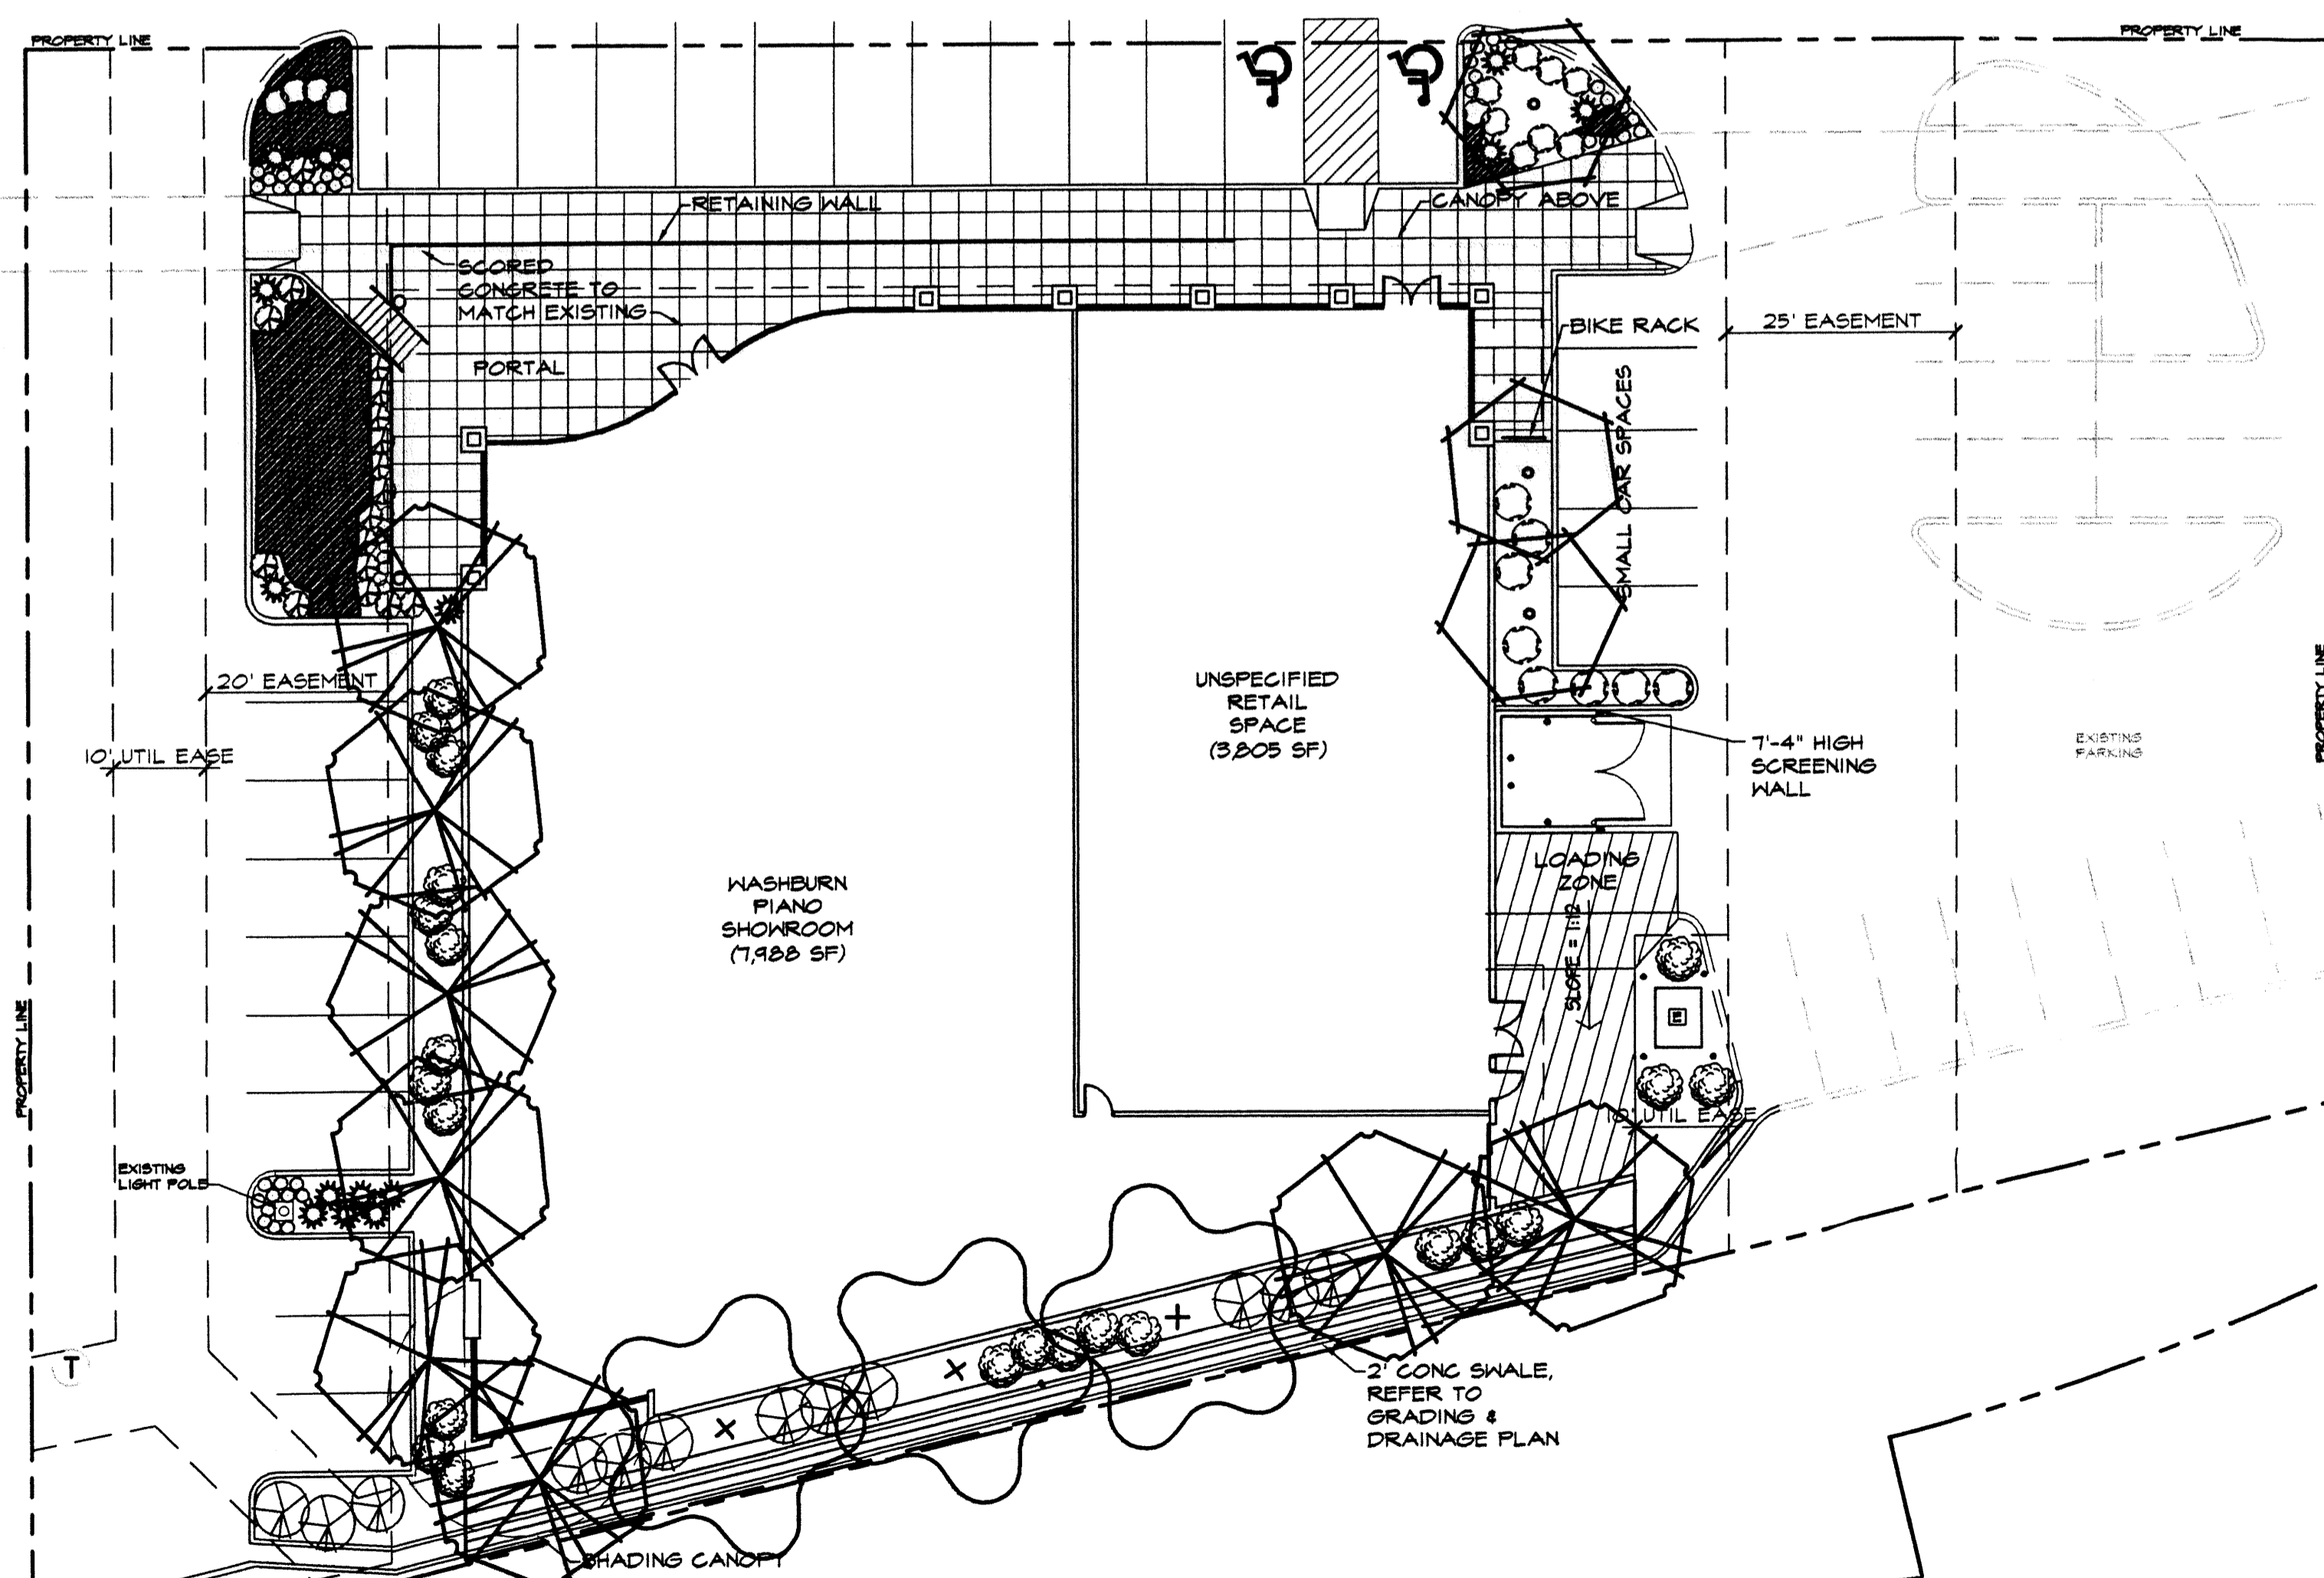 PROPERTY LINE
PROPERTY LINE
RETAINING WALL
CANOPY ABOVE
SCORED
CONCRETE TO
MATCH EXISTING
PORTAL
BIKE RACK
25' EASEMENT
SMALL CAR SPACES
20' EASEMENT
10' UTIL EASE
UNSPECIFIED
RETAIL
SPACE
(3,805 SF)
7'-4" HIGH
SCREENING
WALL
EXISTING
PARKING
PROPERTY LINE
WASHBURN
PIANO
SHOWROOM
(7,988 SF)
LOADING
ZONE
SLOPE = 1:12
PROPERTY LINE
10' UTIL EASE
EXISTING
LIGHT POLE
T
2' CONC SWALE,
REFER TO
GRADING &
DRAINAGE PLAN
SHADING CANOPY